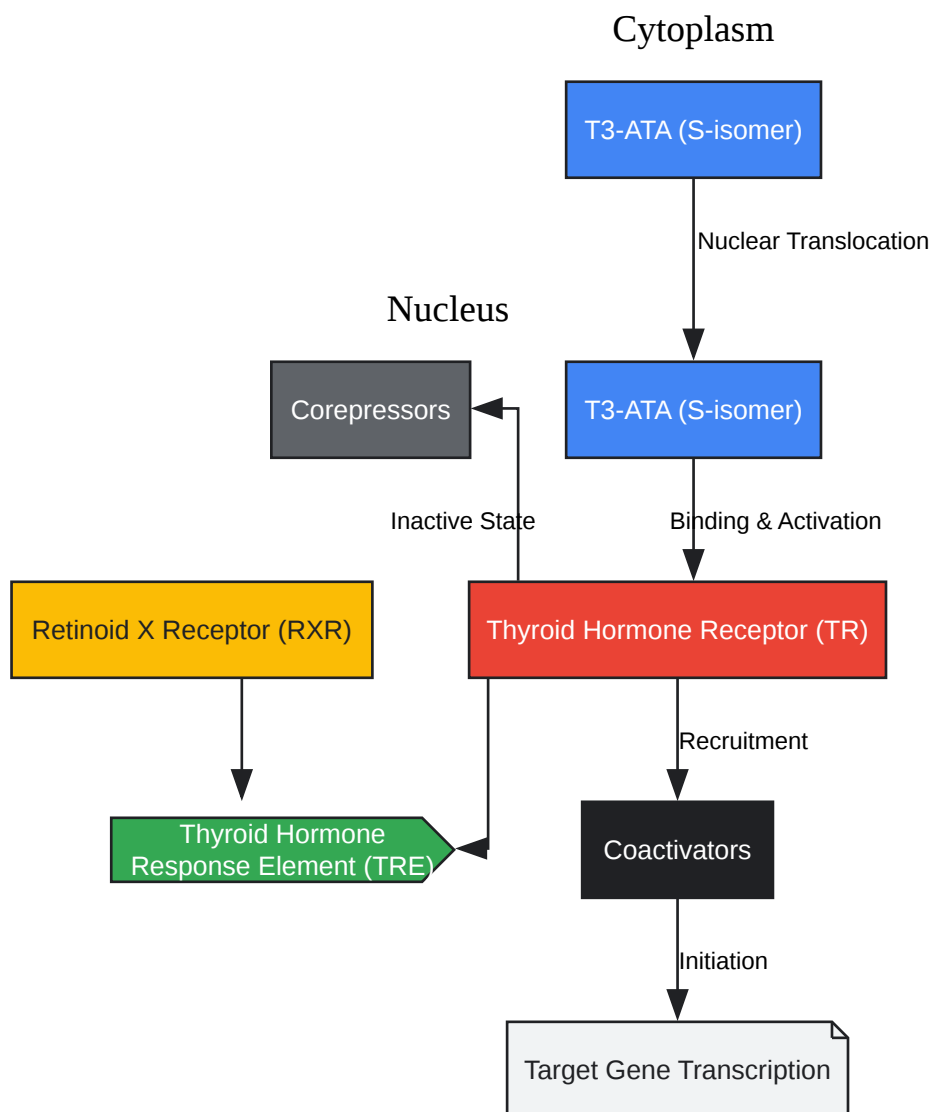 Cytoplasm
T3-ATA (S-isomer)
Nuclear Translocation
Nucleus
Corepressors
T3-ATA (S-isomer)
Inactive State
Binding & Activation
Retinoid X Receptor (RXR)
Thyroid Hormone Receptor (TR)
Recruitment
Thyroid Hormone
Response Element (TRE)
Coactivators
Initiation
Target Gene Transcription